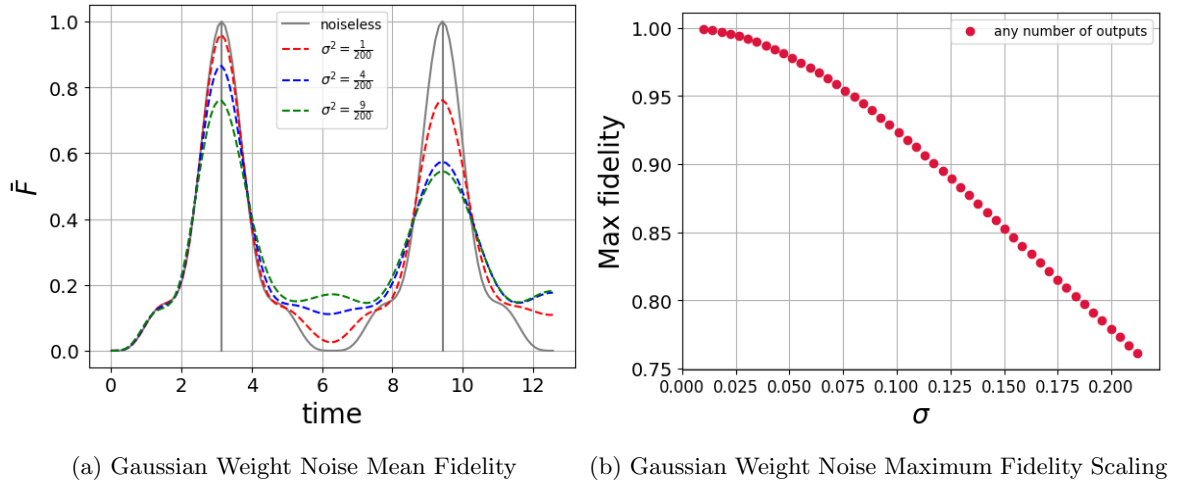 1.0
0.8
0.6
0.4
0.2
0.0
F̄
0 2 4 6 8 10 12
time
noiseless
σ² = 1/200
σ² = 4/200
σ² = 9/200
(a) Gaussian Weight Noise Mean Fidelity
1.00
0.95
0.90
0.85
0.80
0.75
Max fidelity
0.000 0.025 0.050 0.075 0.100 0.125 0.150 0.175 0.200
σ
any number of outputs
(b) Gaussian Weight Noise Maximum Fidelity Scaling